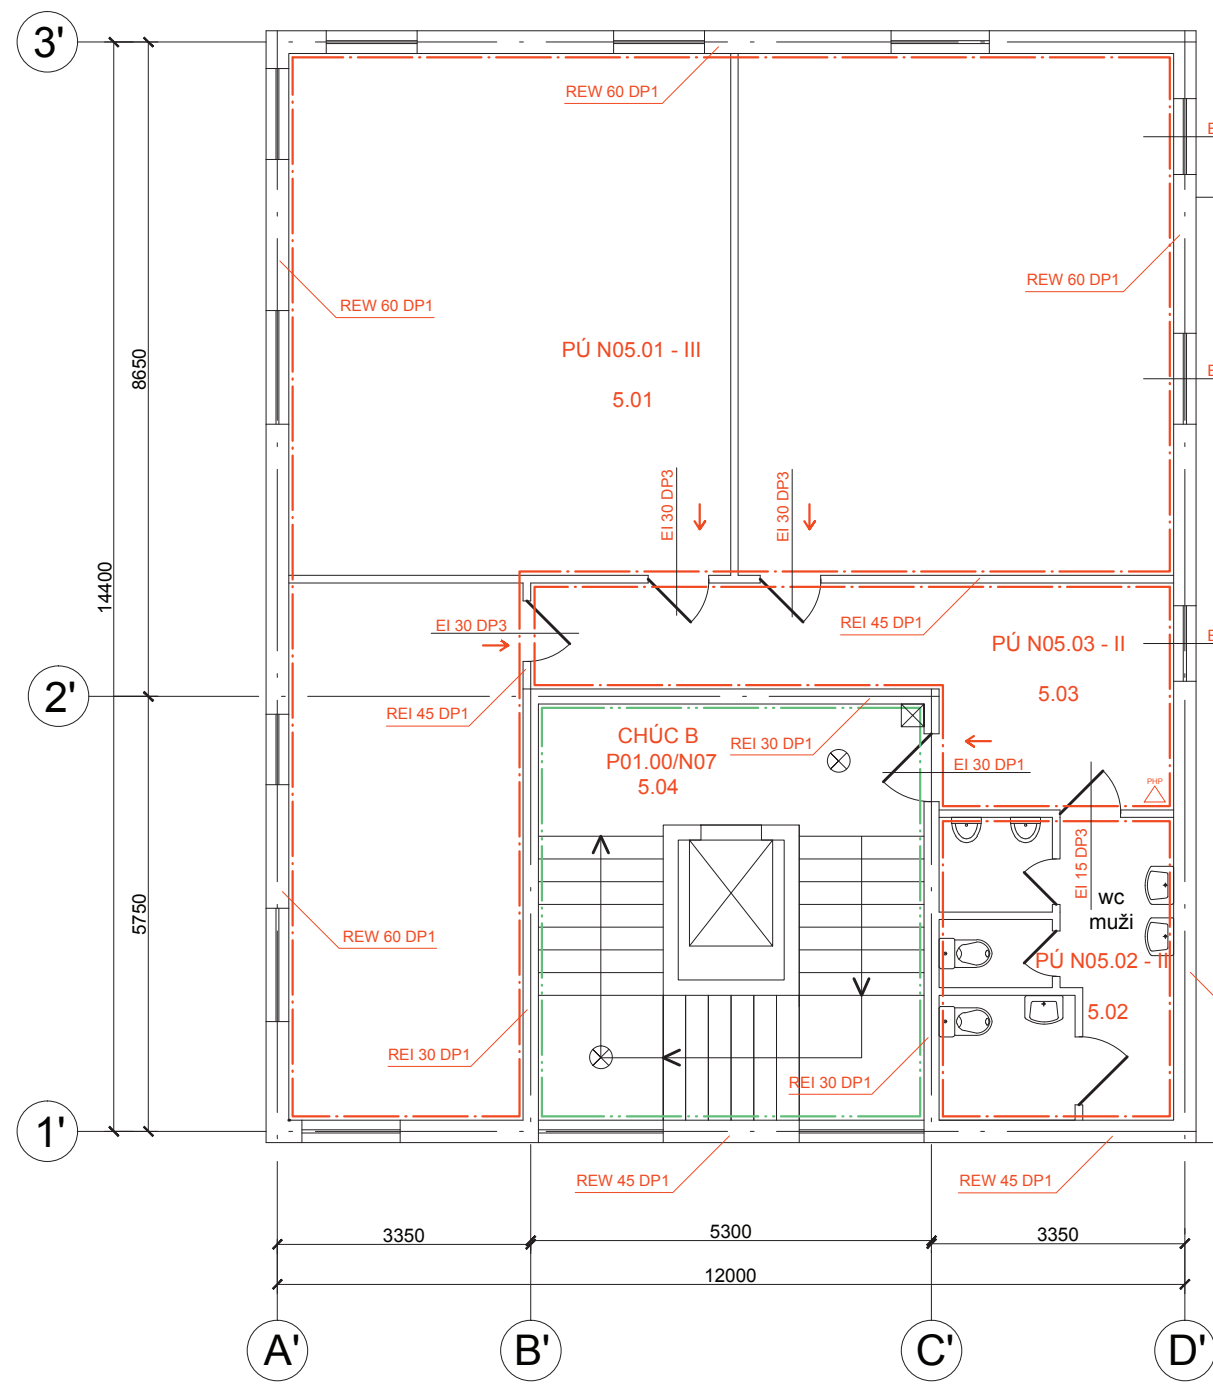 3'
REW 60 DP1
E
REW 60 DP1
REW 60 DP1
PÚ N05.01 - III
8650
E
5.01
EI 30 DP3
EI 30 DP3
14400
EI 30 DP3
REI 45 DP1
PÚ N05.03 - II
E
2'
5.03
REI 45 DP1
CHÚC B
REI 30 DP1
P01.00/N07
EI 30 DP1
5.04
PHP
EI 15 DP3
wc
muži
5750
REW 60 DP1
PÚ N05.02 - II
5.02
REI 30 DP1
REI 30 DP1
1'
REW 45 DP1
REW 45 DP1
3350
5300
3350
12000
A'
B'
C'
D'